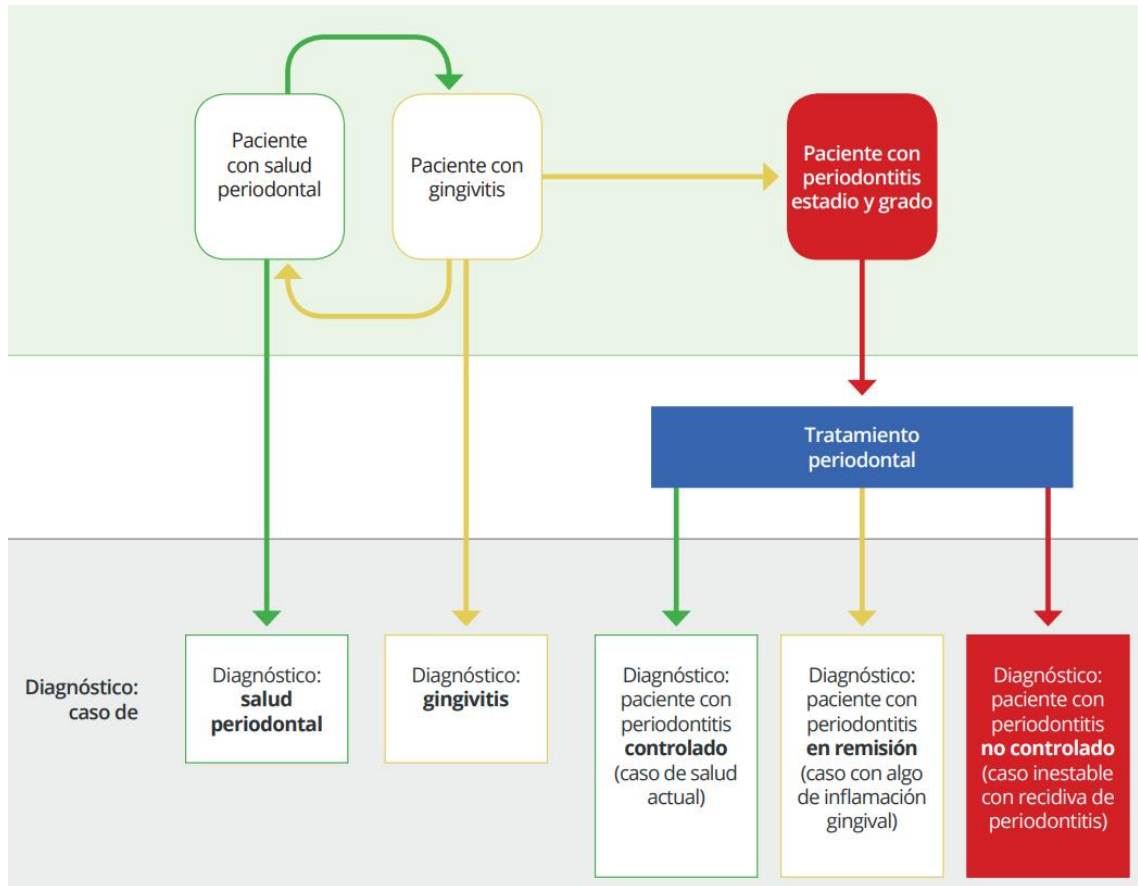 Paciente
con salud
periodontal
Paciente con
gingivitis
Paciente con
periodontitis
estadio y grado
Tratamiento
periodontal
Diagnóstico:
caso de
Diagnóstico:
salud
periodontal
Diagnóstico:
gingivitis
Diagnóstico:
paciente con
periodontitis
controlado
(caso de salud
actual)
Diagnóstico:
paciente con
periodontitis
en remisión
(caso con algo
de inflamación
gingival)
Diagnóstico:
paciente con
periodontitis
no controlado
(caso inestable
con recidiva de
periodontitis)